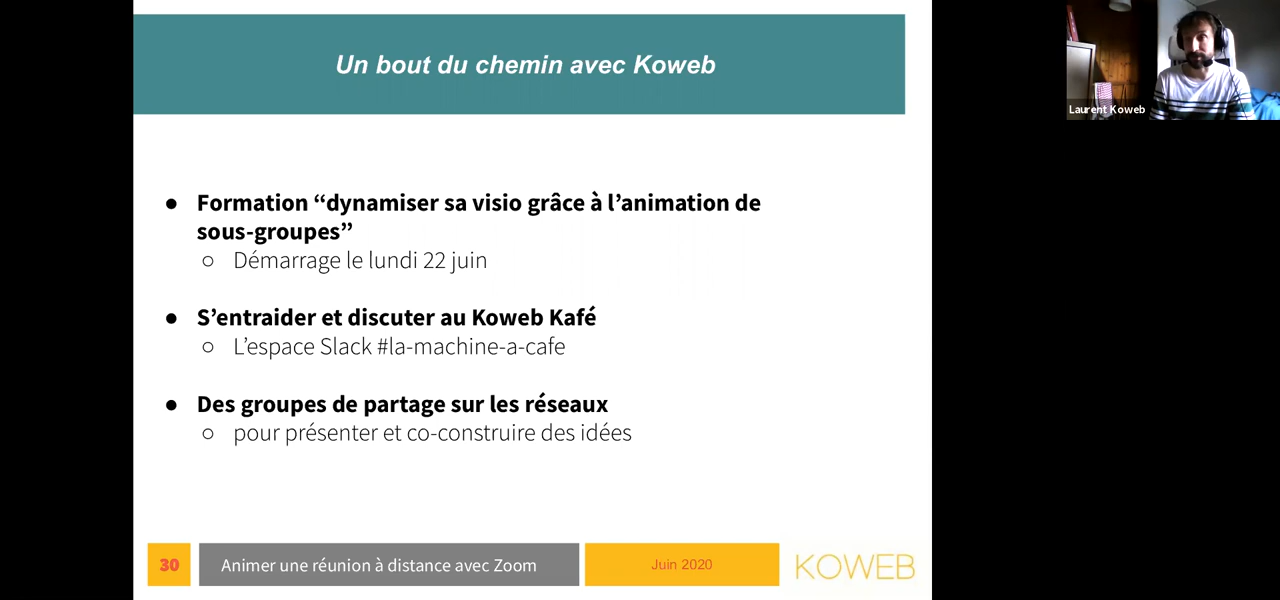 Un bout du chemin avec Koweb
Laurent Koweb
● Formation “dynamiser sa visio grâce à l’animation de
sous-groupes”
○ Démarrage le lundi 22 juin
● S’entraider et discuter au Koweb Kafé
○ L’espace Slack #la-machine-a-cafe
● Des groupes de partage sur les réseaux
○ pour présenter et co-construire des idées
30
Animer une réunion à distance avec Zoom
Juin 2020
KOWEB